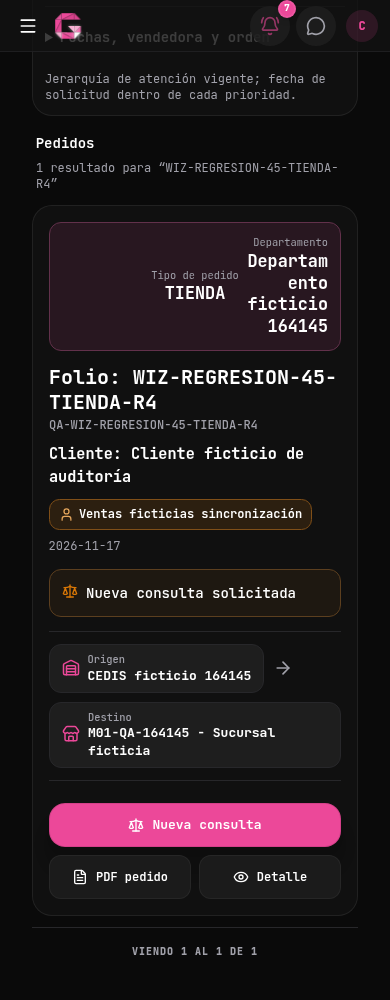 7
C
▶ Fechas, vendedora y orde
Jerarquía de atención vigente; fecha de
solicitud dentro de cada prioridad.
Pedidos
1 resultado para “WIZ-REGRESION-45-TIENDA-
R4”
Tipo de pedido
TIENDA
Departamento
Departam
ento
ficticio
164145
Folio: WIZ-REGRESION-45-
TIENDA-R4
QA-WIZ-REGRESION-45-TIENDA-R4
Cliente: Cliente ficticio de
auditoría
Ventas ficticias sincronización
2026-11-17
Nueva consulta solicitada
Origen
CEDIS ficticio 164145
Destino
M01-QA-164145 - Sucursal
ficticia
Nueva consulta
PDF pedido
Detalle
VIENDO 1 AL 1 DE 1